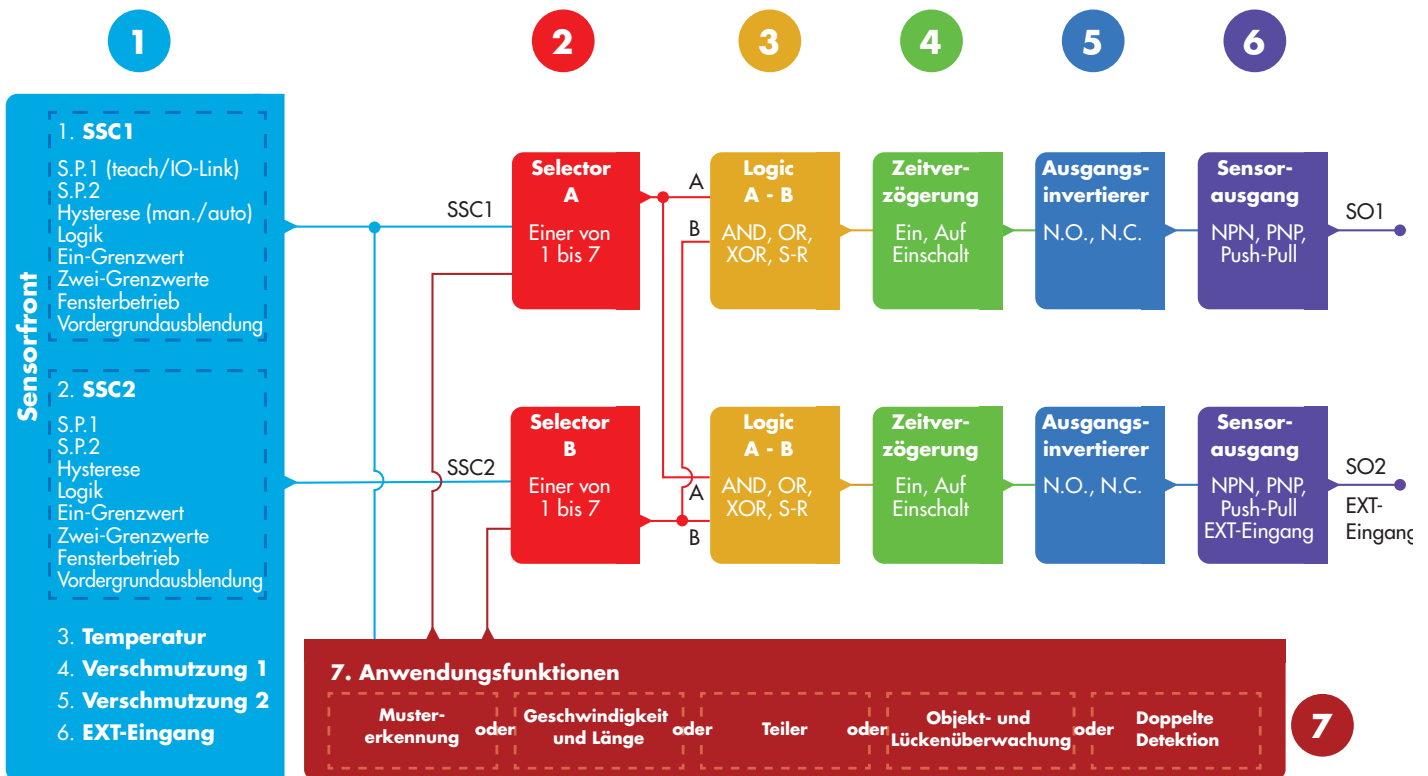 1
2
3
4
5
6
Sensorfront
1. SSC1
S.P.1 (teach/IO-Link)
S.P.2
Hysterese (man./auto)
Logik
Ein-Grenzwert
Zwei-Grenzwerte
Fensterbetrieb
Vordergrundausblendung
2. SSC2
S.P.1
S.P.2
Hysterese
Logik
Ein-Grenzwert
Zwei-Grenzwerte
Fensterbetrieb
Vordergrundausblendung
3. Temperatur
4. Verschmutzung 1
5. Verschmutzung 2
6. EXT-Eingang
SSC1
Selector
A
Einer von
1 bis 7
A
B
Logic
A - B
AND, OR,
XOR, S-R
Zeitver-
zögerung
Ein, Auf
Einschalt
Ausgangs-
invertierer
N.O., N.C.
Sensor-
ausgang
NPN, PNP,
Push-Pull
SO1
SSC2
Selector
B
Einer von
1 bis 7
A
B
Logic
A - B
AND, OR,
XOR, S-R
Zeitver-
zögerung
Ein, Auf
Einschalt
Ausgangs-
invertierer
N.O., N.C.
Sensor-
ausgang
NPN, PNP,
Push-Pull
EXT-Eingang
SO2
EXT-
Eingang
7. Anwendungsfunktionen
Muster-
erkennung
oder
Geschwindigkeit
und Länge
oder
Teiler
oder
Objekt- und
Lückenüberwachung
oder
Doppelte
Detektion
7